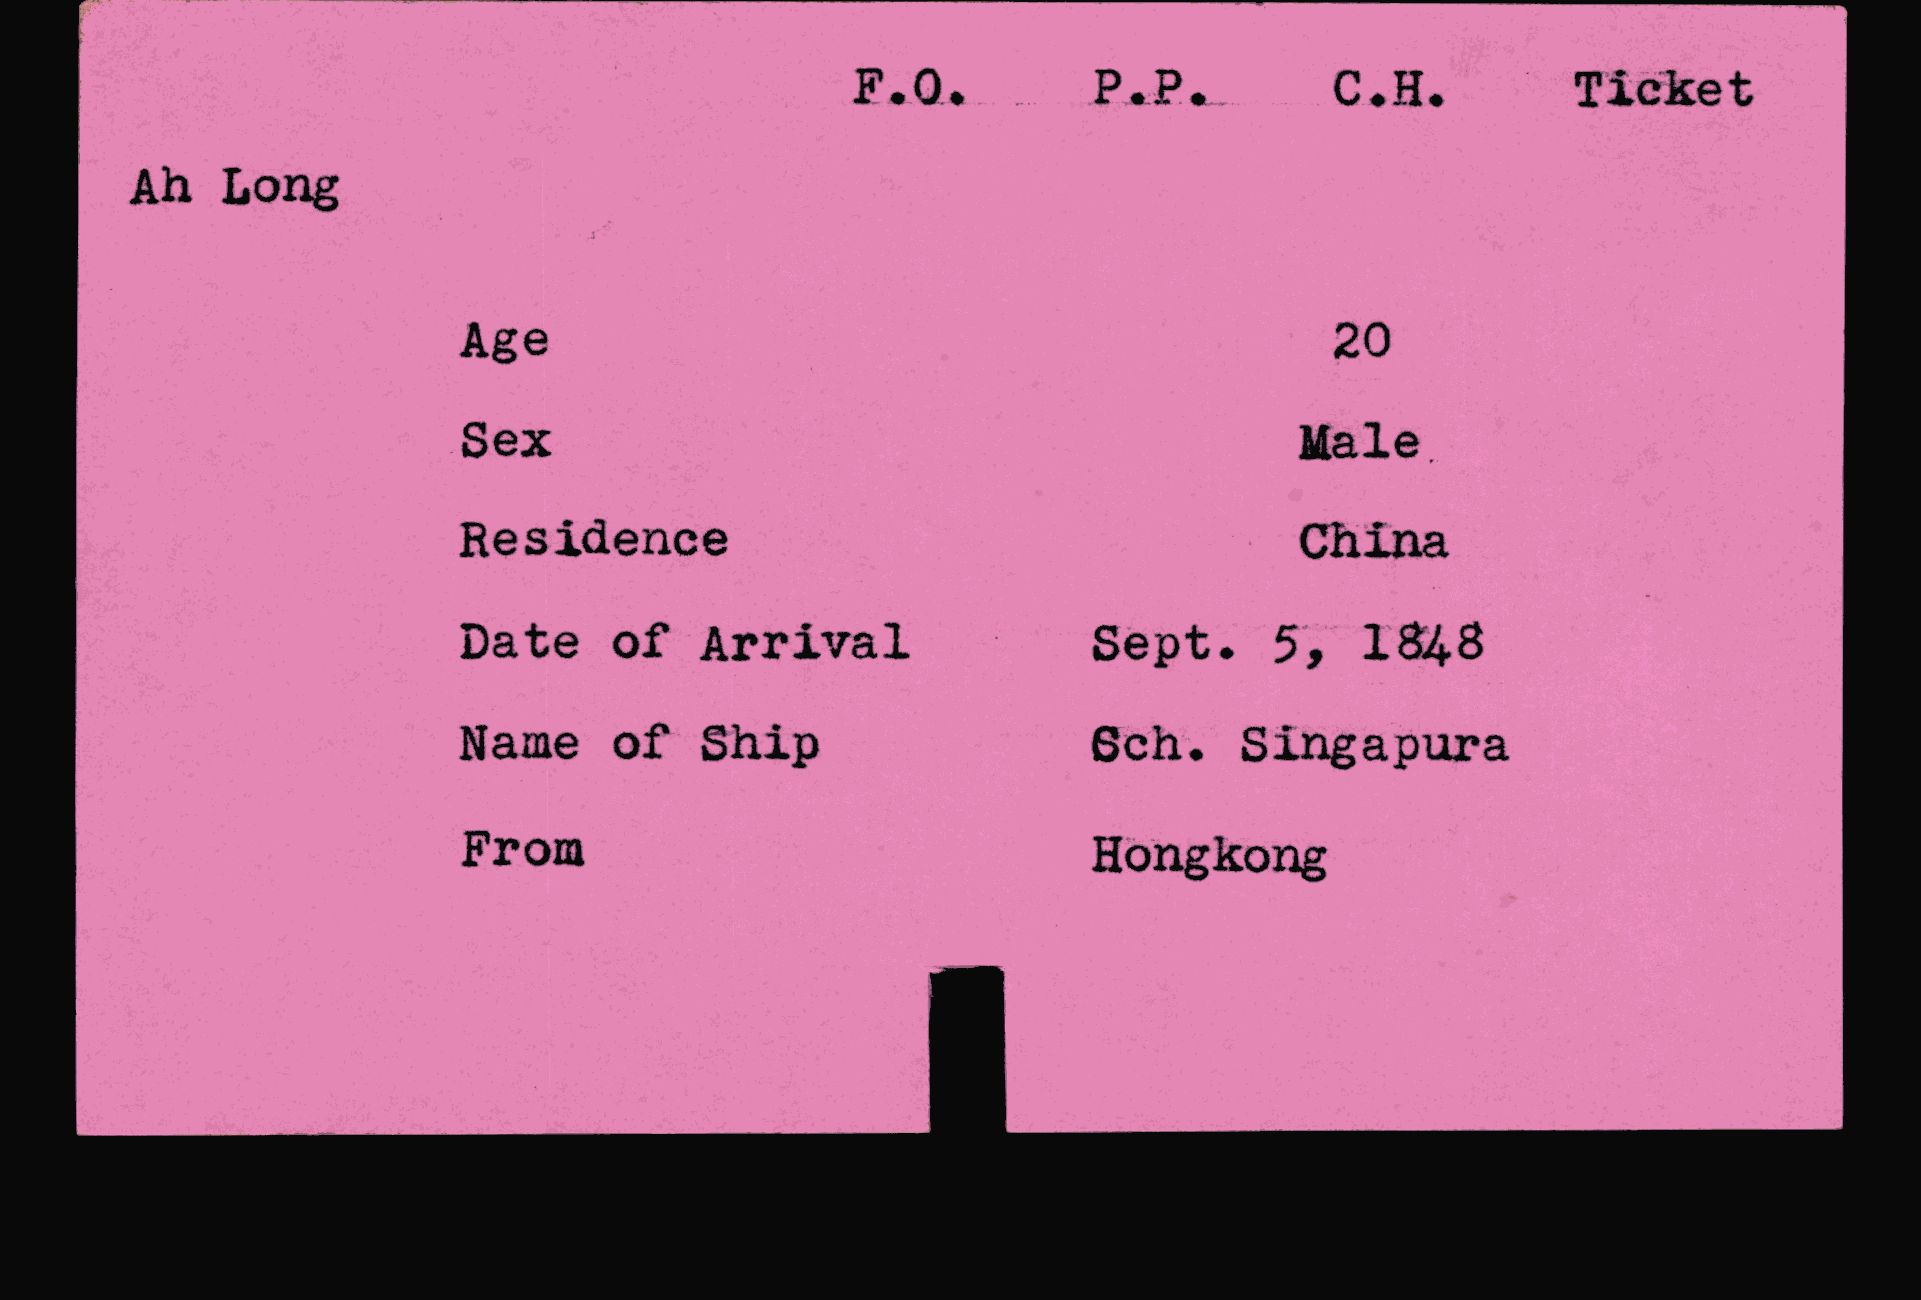 F.O. P.P. C.H. Ticket
Ah Long
Age 20
Sex Male
Residence China
Date of Arrival Sept. 5, 1848
Name of Ship Sch. Singapura
From Hongkong